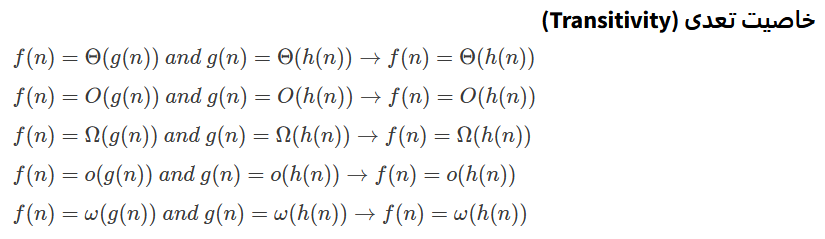 خاصیت تعدی (Transitivity)
f(n) = Θ(g(n)) and g(n) = Θ(h(n)) → f(n) = Θ(h(n))
f(n) = O(g(n)) and g(n) = O(h(n)) → f(n) = O(h(n))
f(n) = Ω(g(n)) and g(n) = Ω(h(n)) → f(n) = Ω(h(n))
f(n) = o(g(n)) and g(n) = o(h(n)) → f(n) = o(h(n))
f(n) = ω(g(n)) and g(n) = ω(h(n)) → f(n) = ω(h(n))